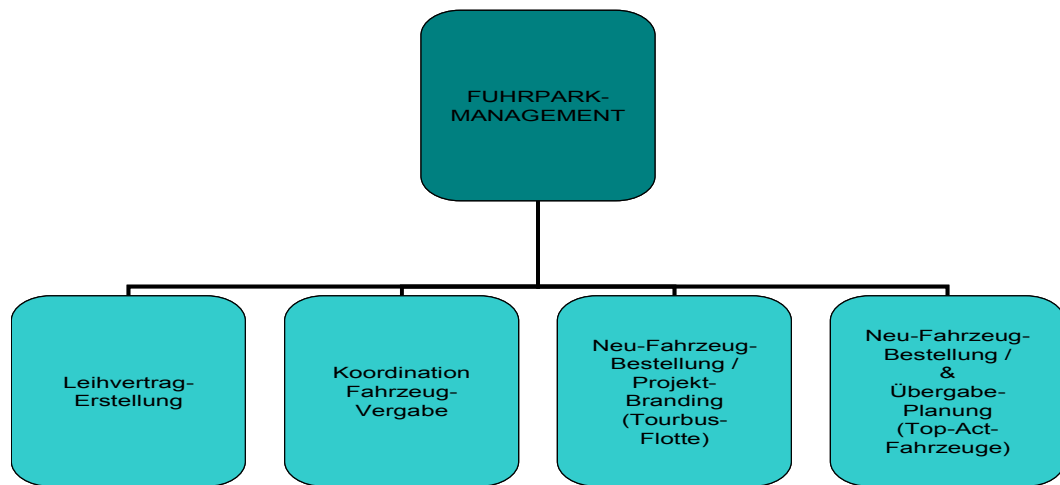 FUHRPARK-
MANAGEMENT
Leihvertrag-
Erstellung
Koordination
Fahrzeug-
Vergabe
Neu-Fahrzeug-
Bestellung /
Projekt-
Branding
(Tourbus-
Flotte)
Neu-Fahrzeug-
Bestellung /
&
Übergabe-
Planung
(Top-Act-
Fahrzeuge)